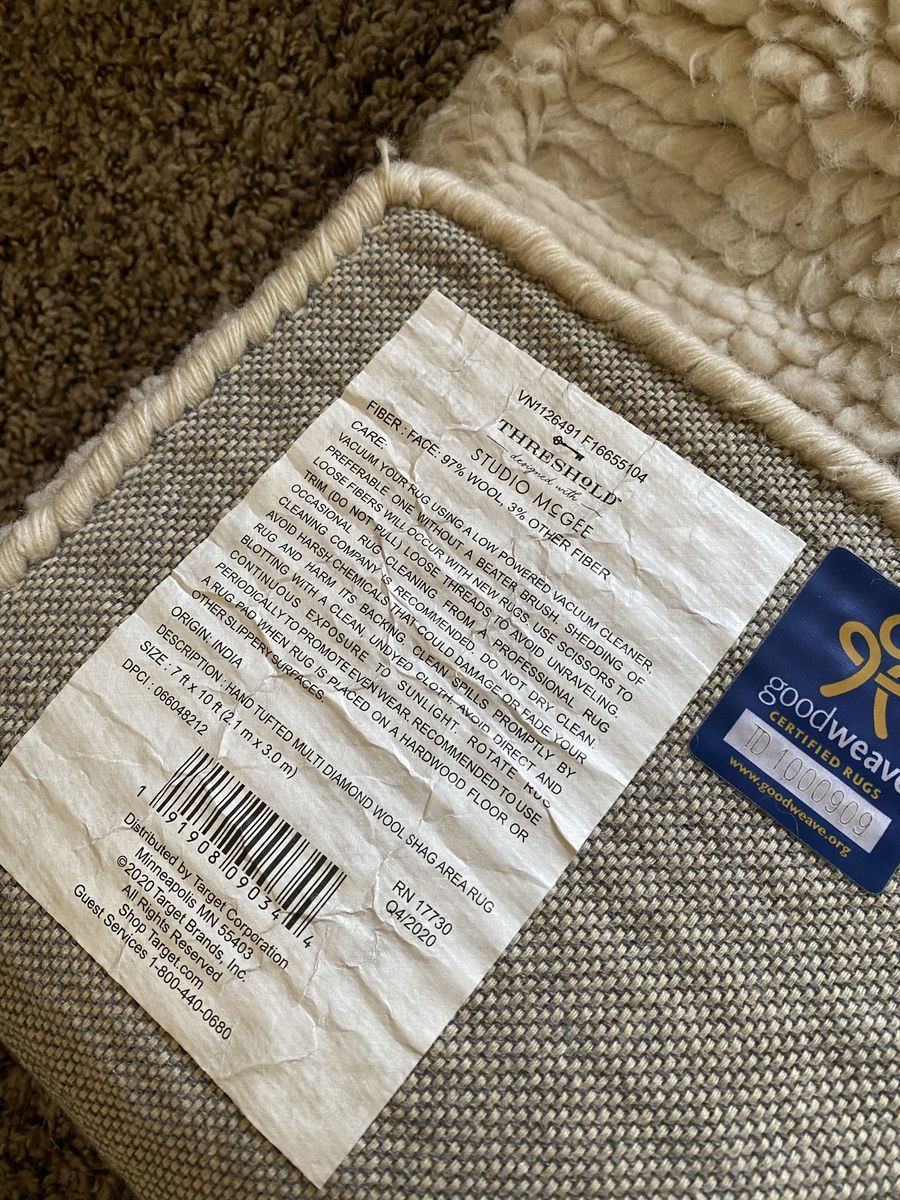 VN1126491 F16655104
THRESHOLD™
designed with
STUDIO McGEE
FIBER : FACE: 97% WOOL, 3% OTHER FIBER
CARE:
VACUUM YOUR RUG USING A LOW POWERED VACUUM CLEANER,
PREFERABLE ONE WITHOUT A BEATER BRUSH. SHEDDING OF
LOOSE FIBERS WILL OCCUR WITH NEW RUGS. USE SCISSORS TO
TRIM (DO NOT PULL) LOOSE THREADS TO AVOID UNRAVELING.
OCCASIONAL RUG CLEANING FROM A PROFESSIONAL RUG
CLEANING COMPANY IS RECOMMENDED. DO NOT DRY CLEAN.
AVOID HARSH CHEMICALS THAT COULD DAMAGE OR FADE YOUR
RUG AND HARM ITS BACKING. CLEAN SPILLS PROMPTLY BY
BLOTTING WITH A CLEAN, UNDYED CLOTH. AVOID DIRECT AND
CONTINUOUS EXPOSURE TO SUNLIGHT. ROTATE RUG
PERIODICALLY TO PROMOTE EVEN WEAR. RECOMMENDED TO USE
A RUG PAD WHEN RUG IS PLACED ON A HARDWOOD FLOOR OR
OTHER SLIPPERY SURFACES.
ORIGIN: INDIA
DESCRIPTION : HAND TUFTED MULTI DIAMOND WOOL SHAG AREA RUG
SIZE : 7 ft x 10 ft (2.1 m x 3.0 m)
DPCI : 066048212
RN 17730
Q4/2020
1 91908 09034 4
Distributed by Target Corporation
Minneapolis MN 55403
©2020 Target Brands, Inc.
All Rights Reserved
Shop Target.com
Guest Services 1-800-440-0680
goodweave
CERTIFIED RUGS
TD 1000909
www.goodweave.org